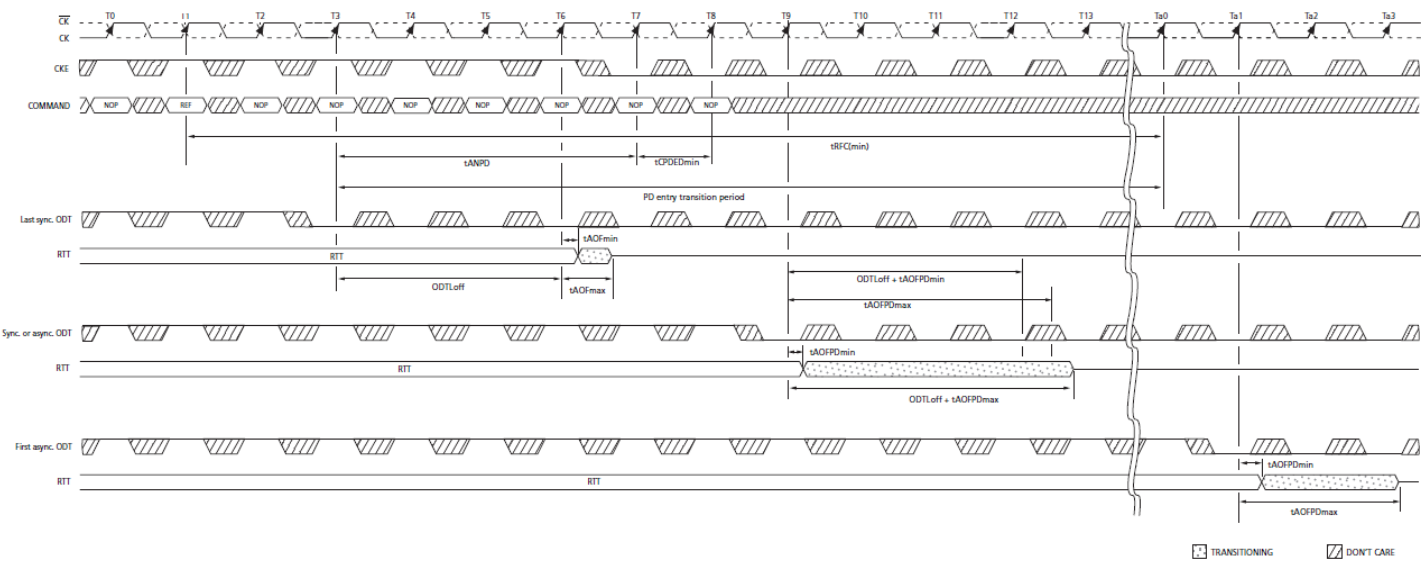 CK T0 T1 T2 T3 T4 T5 T6 T7 T8 T9 T10 T11 T12 T13 Ta0 Ta1 Ta2 Ta3
CK
CKE
COMMAND NOP REF NOP NOP NOP NOP NOP NOP NOP
tRFC(min)
tANPD tCPDEDmin
PD entry transition period
Last sync. ODT
tAOFmin
RTT RTT
ODTLoff tAOFmax ODTLoff + tAOFPDmin
tAOFPDmax
Sync. or async. ODT
tAOFPDmin
RTT RTT
ODTLoff + tAOFPDmax
First async. ODT
tAOFPDmin
RTT RTT
tAOFPDmax
TRANSITIONING DON'T CARE